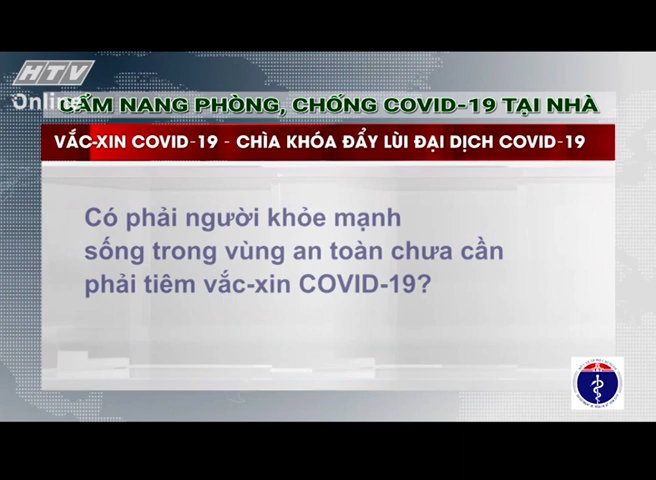 HTV
Online
CẨM NANG PHÒNG, CHỐNG COVID-19 TẠI NHÀ
VẮC-XIN COVID-19 - CHÌA KHÓA ĐẨY LÙI ĐẠI DỊCH COVID-19
Có phải người khỏe mạnh
sống trong vùng an toàn chưa cần
phải tiêm vắc-xin COVID-19?